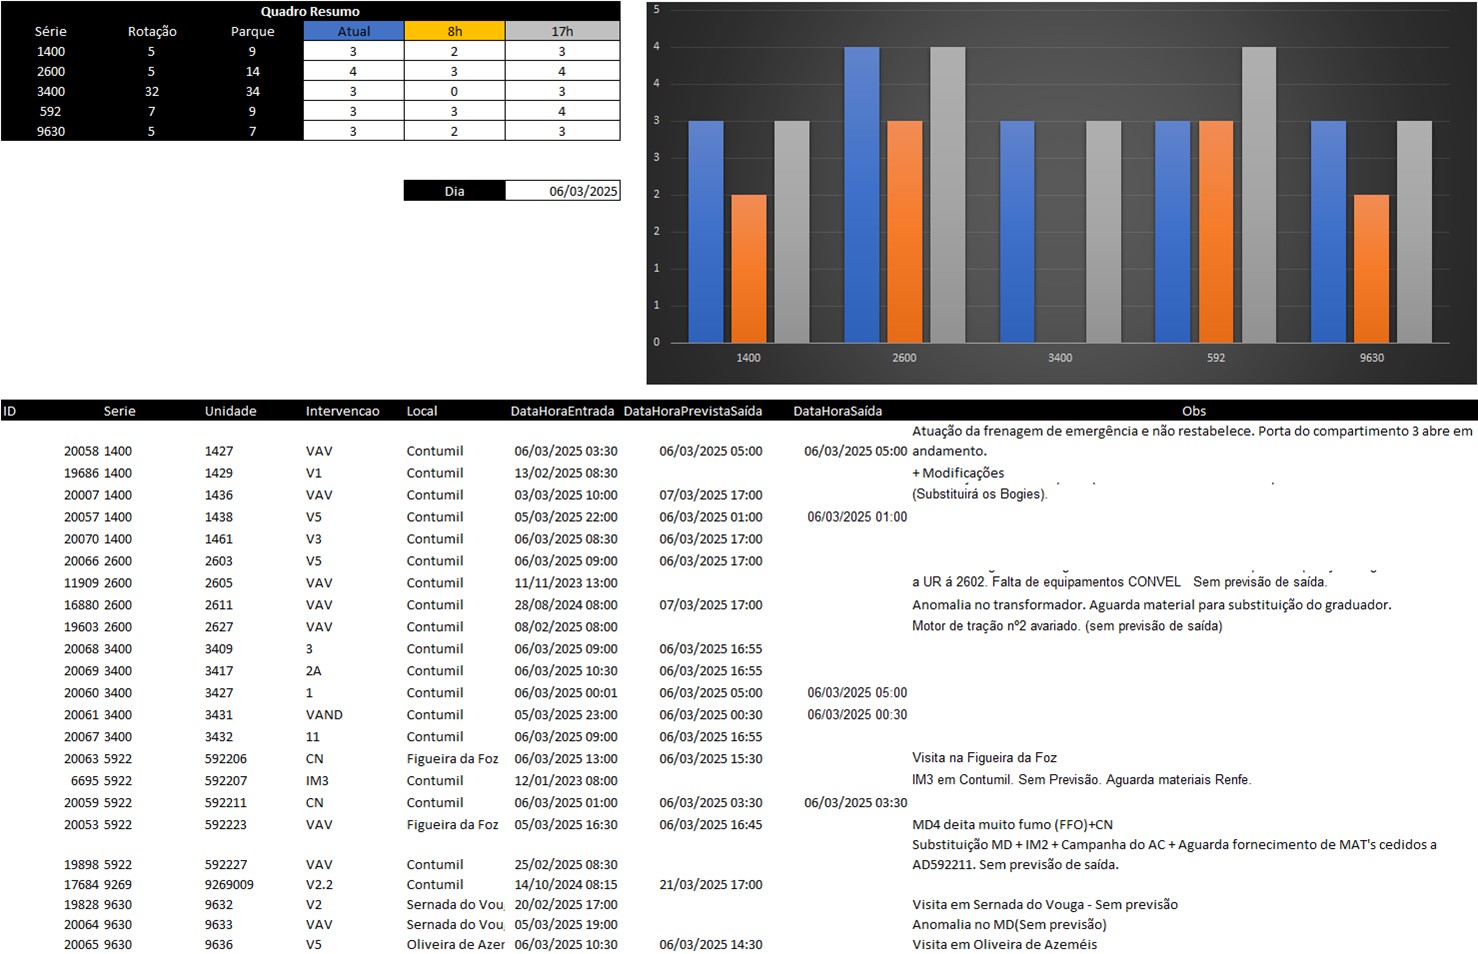 Quadro Resumo
Série Rotação Parque Atual 8h 17h
1400 5 9 3 2 3
2600 5 14 4 3 4
3400 32 34 3 0 3
592 7 9 3 3 4
9630 5 7 3 2 3
Dia 06/03/2025
5
4
4
3
3
2
2
1
1
0
1400 2600 3400 592 9630
ID Serie Unidade Intervencao Local DataHoraEntrada DataHoraPrevistaSaída DataHoraSaída Obs
Atuação da frenagem de emergência e não restabelece. Porta do compartimento 3 abre em
20058 1400 1427 VAV Contumil 06/03/2025 03:30 06/03/2025 05:00 06/03/2025 05:00 andamento.
19686 1400 1429 V1 Contumil 13/02/2025 08:30 + Modificações
20007 1400 1436 VAV Contumil 03/03/2025 10:00 07/03/2025 17:00 (Substituirá os Bogies).
20057 1400 1438 V5 Contumil 05/03/2025 22:00 06/03/2025 01:00 06/03/2025 01:00
20070 1400 1461 V3 Contumil 06/03/2025 08:30 06/03/2025 17:00
20066 2600 2603 V5 Contumil 06/03/2025 09:00 06/03/2025 17:00
11909 2600 2605 VAV Contumil 11/11/2023 13:00 a UR á 2602. Falta de equipamentos CONVEL Sem previsão de saída.
16880 2600 2611 VAV Contumil 28/08/2024 08:00 07/03/2025 17:00 Anomalia no transformador. Aguarda material para substituição do graduador.
19603 2600 2627 VAV Contumil 08/02/2025 08:00 Motor de tração nº2 avariado. (sem previsão de saída)
20068 3400 3409 3 Contumil 06/03/2025 09:00 06/03/2025 16:55
20069 3400 3417 2A Contumil 06/03/2025 10:30 06/03/2025 16:55
20060 3400 3427 1 Contumil 06/03/2025 00:01 06/03/2025 05:00 06/03/2025 05:00
20061 3400 3431 VAND Contumil 05/03/2025 23:00 06/03/2025 00:30 06/03/2025 00:30
20067 3400 3432 11 Contumil 06/03/2025 09:00 06/03/2025 16:55
20063 5922 592206 CN Figueira da Foz 06/03/2025 13:00 06/03/2025 15:30 Visita na Figueira da Foz
6695 5922 592207 IM3 Contumil 12/01/2023 08:00 IM3 em Contumil. Sem Previsão. Aguarda materiais Renfe.
20059 5922 592211 CN Contumil 06/03/2025 01:00 06/03/2025 03:30 06/03/2025 03:30
20053 5922 592223 VAV Figueira da Foz 05/03/2025 16:30 06/03/2025 16:45 MD4 deita muito fumo (FFO)+CN
Substituição MD + IM2 + Campanha do AC + Aguarda fornecimento de MAT's cedidos a
19898 5922 592227 VAV Contumil 25/02/2025 08:30 AD592211. Sem previsão de saída.
17684 9269 9269009 V2.2 Contumil 14/10/2024 08:15 21/03/2025 17:00
19828 9630 9632 V2 Sernada do Vou 20/02/2025 17:00 Visita em Sernada do Vouga - Sem previsão
20064 9630 9633 VAV Sernada do Vou 05/03/2025 19:00 Anomalia no MD(Sem previsão)
20065 9630 9636 V5 Oliveira de Azer 06/03/2025 10:30 06/03/2025 14:30 Visita em Oliveira de Azeméis